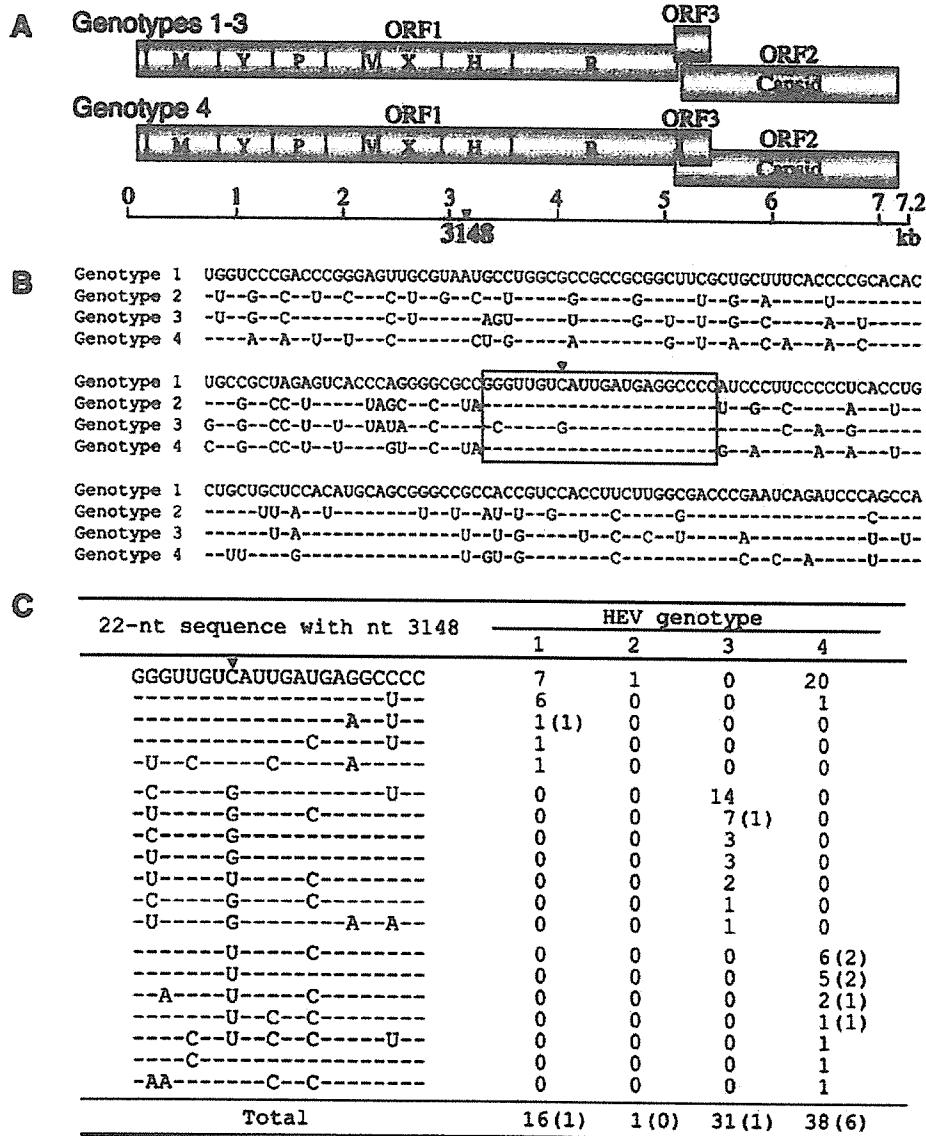 A
Genotypes 1-3
ORF1
ORF3
ORF2
M Y P V X H R
Capsid
Genotype 4
ORF1
ORF3
ORF2
M Y P V X H R
Capsid
0 1 2 3 4 5 6 7 7.2
3148
kb
B
Genotype 1 UGGUCCCGACCCGGGAGUUGCGUAAUGCCUGGCGCCGCCGCGGCUUCGCUGCUUUCACCCCGCACAC
Genotype 2 -U--G--C--U--C---C--U--G--C--U------G-----G-----U--G--A-----U------
Genotype 3 -U--G--C---------C--U------AGU------U-----G--U--U--G--C-----A--U---
Genotype 4 ----A--A--U--U---C-------CU-G-----A--------G--U--A--C-A---A--C-----
Genotype 1 UGCCGCUAGAGUCACCCAGGGGCGCCGGGUUGUCAUUGAUGAGGCCCCAUCCCUUCCCCCUCACCUG
Genotype 2 ---G--CC-U-----UAGC--C--UA----------------------U--G--C-----A---U--
Genotype 3 G--G--CC-U--U--UAUA--C-----C-----G--------------------C--A--G------
Genotype 4 C--G--CC-U--U----GU--C--UA----------------------G--A-----A--A---U--
Genotype 1 CUGCUGCUCCACAUGCAGCGGGCCGCCACCGUCCACCUUCUUGGCGACCCGAAUCAGAUCCCAGCCA
Genotype 2 -----UU--A--U--------U--U--AU-U--G-----C-----G-----------------C---
Genotype 3 ------U-A---------------U--U--G-----U--C--C--U-----A-----------U--U-
Genotype 4 --UU----G---------------U-GU--G--------C-----------C--C--A-----U----
C
22-nt sequence with nt 3148 HEV genotype
1 2 3 4
GGGUUGUCAUUGAUGAGGCCCC 7 1 0 20
-------------------U-- 6 0 0 1
----------------A--U-- 1(1) 0 0 0
-------------C-----U-- 1 0 0 0
-U--C-----C-----A----- 1 0 0 0
-C-----G-----------U-- 0 0 14 0
-U-----G-----C-------- 0 0 7(1) 0
-C-----G-------------- 0 0 3 0
-U-----G-------------- 0 0 3 0
-U-----U-----C-------- 0 0 2 0
-C-----G-----C-------- 0 0 1 0
-U-----G--------A--A-- 0 0 1 0
-------U-----C-------- 0 0 0 6(2)
-------U-------------- 0 0 0 5(2)
--A----U-----C-------- 0 0 0 2(1)
-------U--C--C-------- 0 0 0 1(1)
----C--U--C--C-----U-- 0 0 0 1
----C----------------- 0 0 0 1
-AA-------C--C-------- 0 0 0 1
Total 16(1) 1(0) 31(1) 38(6)